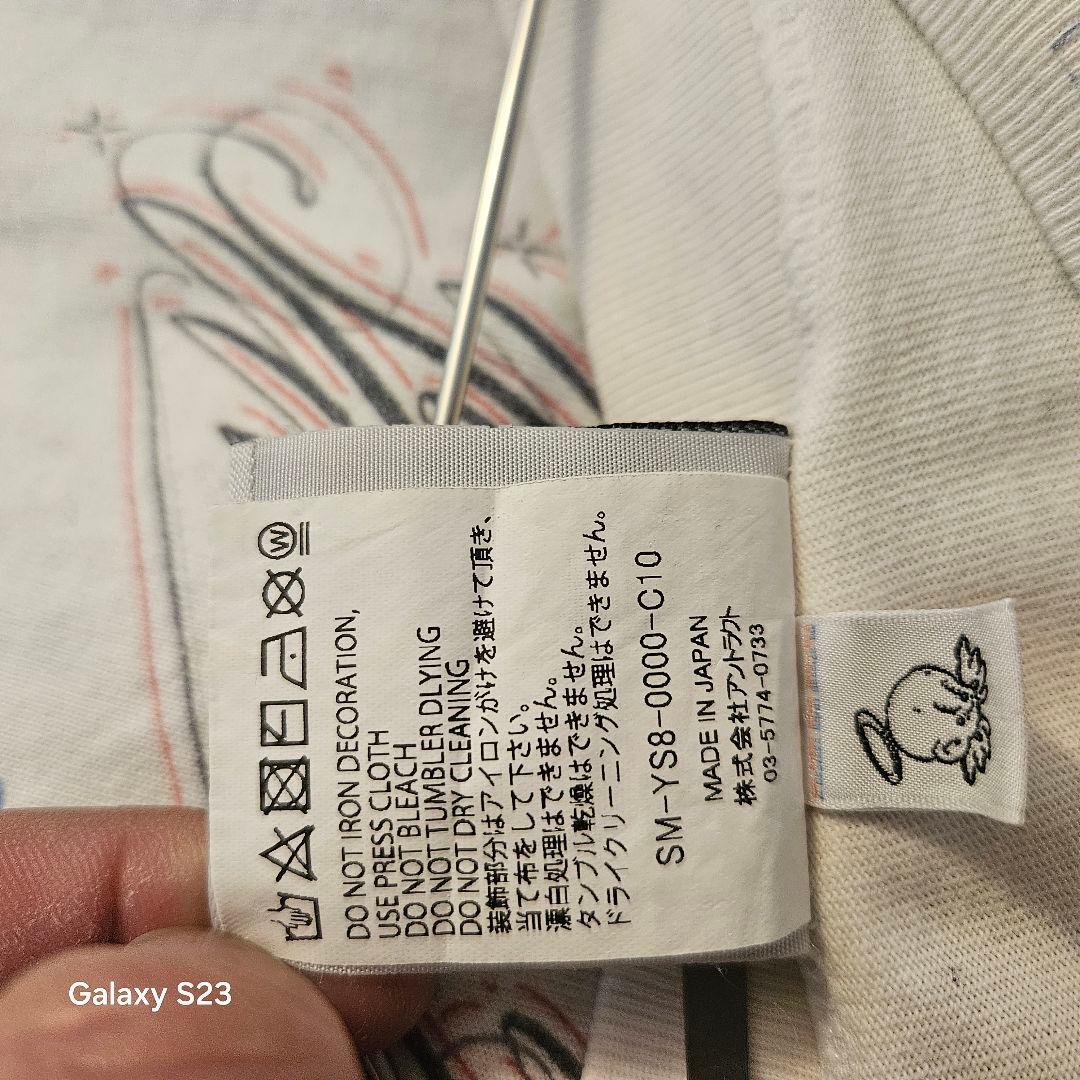 DO NOT IRON DECORATION,
USE PRESS CLOTH
DO NOT BLEACH
DO NOT TUMBLER DLYING
DO NOT DRY CLEANING
装飾部分はアイロンがけを避けて頂き、
当て布をして下さい。
漂白処理はできません。
タンブル乾燥はできません。
ドライクリーニング処理はできません。
SM-YS8-0000-C10
MADE IN JAPAN
株式会社アントラクト
03-5774-0733
Galaxy S23